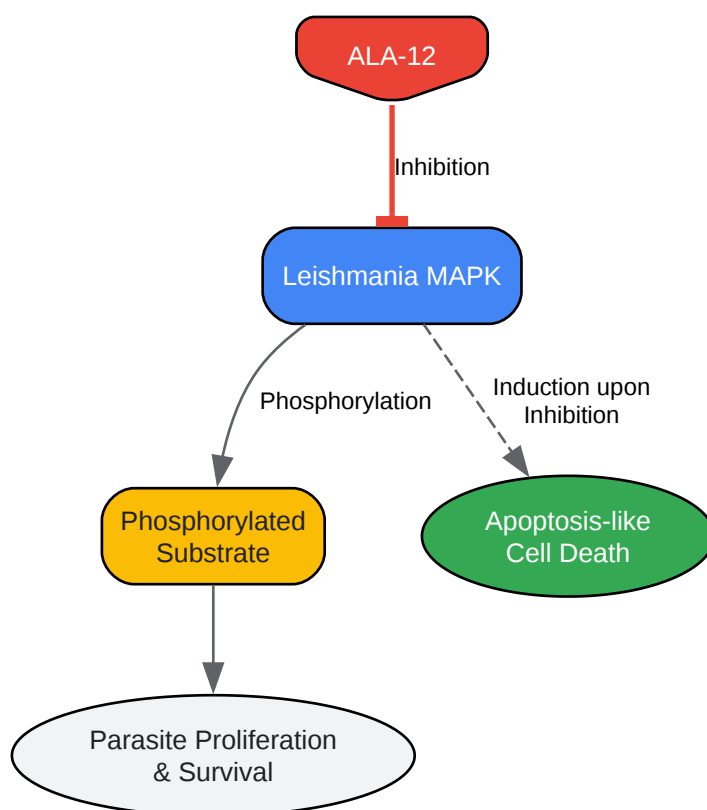 ALA-12
Inhibition
Leishmania MAPK
Phosphorylation
Induction upon
Inhibition
Phosphorylated
Substrate
Apoptosis-like
Cell Death
Parasite Proliferation
& Survival